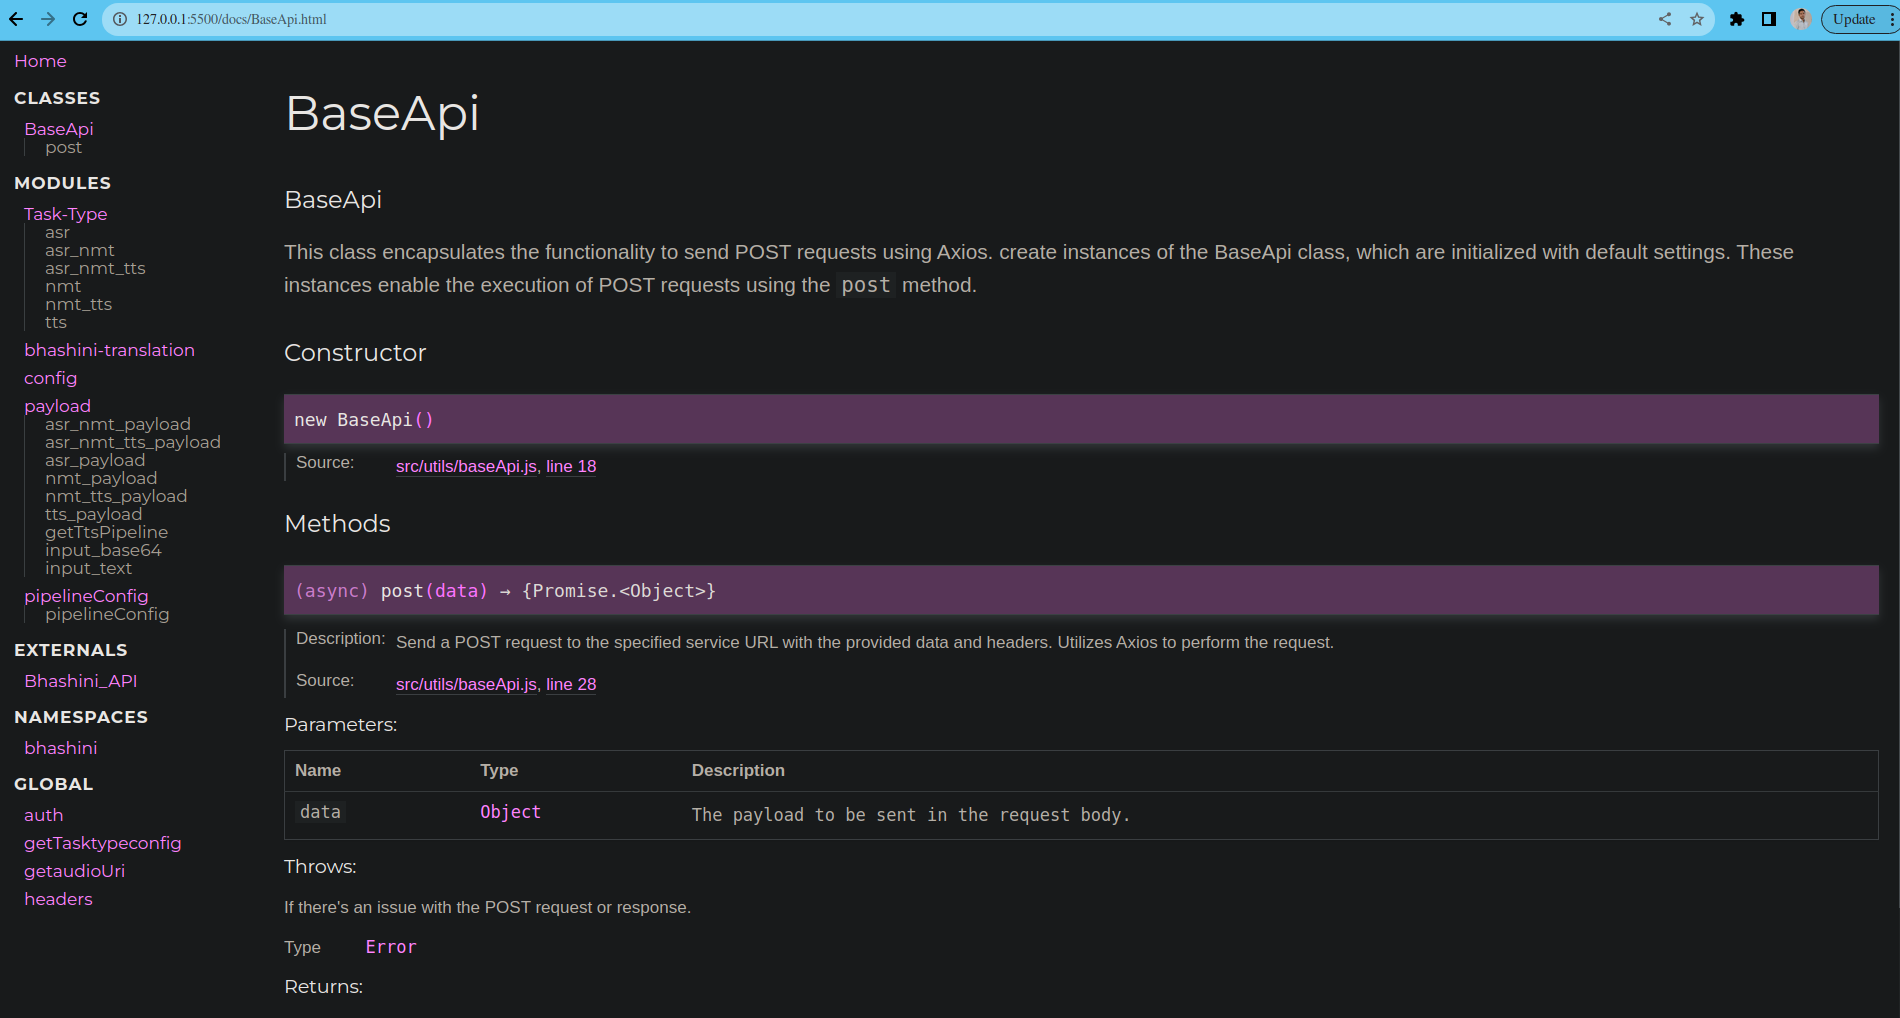 127.0.0.1:5500/docs/BaseApi.html
Update
Home
CLASSES
BaseApi
post
MODULES
Task-Type
asr
asr_nmt
asr_nmt_tts
nmt
nmt_tts
tts
bhashini-translation
config
payload
asr_nmt_payload
asr_nmt_tts_payload
asr_payload
nmt_payload
nmt_tts_payload
tts_payload
getTtsPipeline
input_base64
input_text
pipelineConfig
pipelineConfig
EXTERNALS
Bhashini_API
NAMESPACES
bhashini
GLOBAL
auth
getTasktypeconfig
getaudioUri
headers
BaseApi
BaseApi
This class encapsulates the functionality to send POST requests using Axios. create instances of the BaseApi class, which are initialized with default settings. These
instances enable the execution of POST requests using the post method.
Constructor
new BaseApi()
Source: src/utils/baseApi.js, line 18
Methods
(async) post(data) → {Promise.<Object>}
Description: Send a POST request to the specified service URL with the provided data and headers. Utilizes Axios to perform the request.
Source: src/utils/baseApi.js, line 28
Parameters:
Name Type Description
data Object The payload to be sent in the request body.
Throws:
If there's an issue with the POST request or response.
Type Error
Returns: